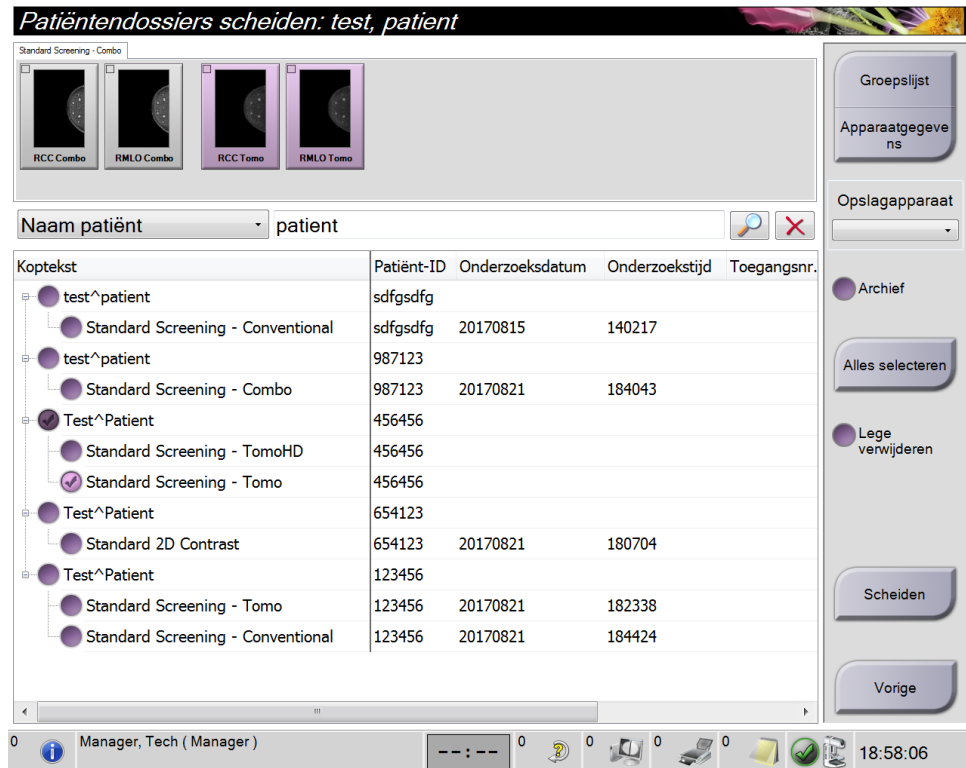 Patiëntendossiers scheiden: test, patient
Standard Screening - Combo
RCC Combo RMLO Combo RCC Tomo RMLO Tomo
Groepslijst
Apparaatgegeve
ns
Opslagapparaat
Naam patiënt patient
Koptekst Patiënt-ID Onderzoeksdatum Onderzoekstijd Toegangsnr.
test^patient sdfgsdfg
Standard Screening - Conventional sdfgsdfg 20170815 140217
test^patient 987123
Standard Screening - Combo 987123 20170821 184043
Test^Patient 456456
Standard Screening - TomoHD 456456
Standard Screening - Tomo 456456
Test^Patient 654123
Standard 2D Contrast 654123 20170821 180704
Test^Patient 123456
Standard Screening - Tomo 123456 20170821 182338
Standard Screening - Conventional 123456 20170821 184424
Archief
Alles selecteren
Lege
verwijderen
Scheiden
Vorige
0 Manager, Tech ( Manager ) --:-- 0 0 0 0 18:58:06